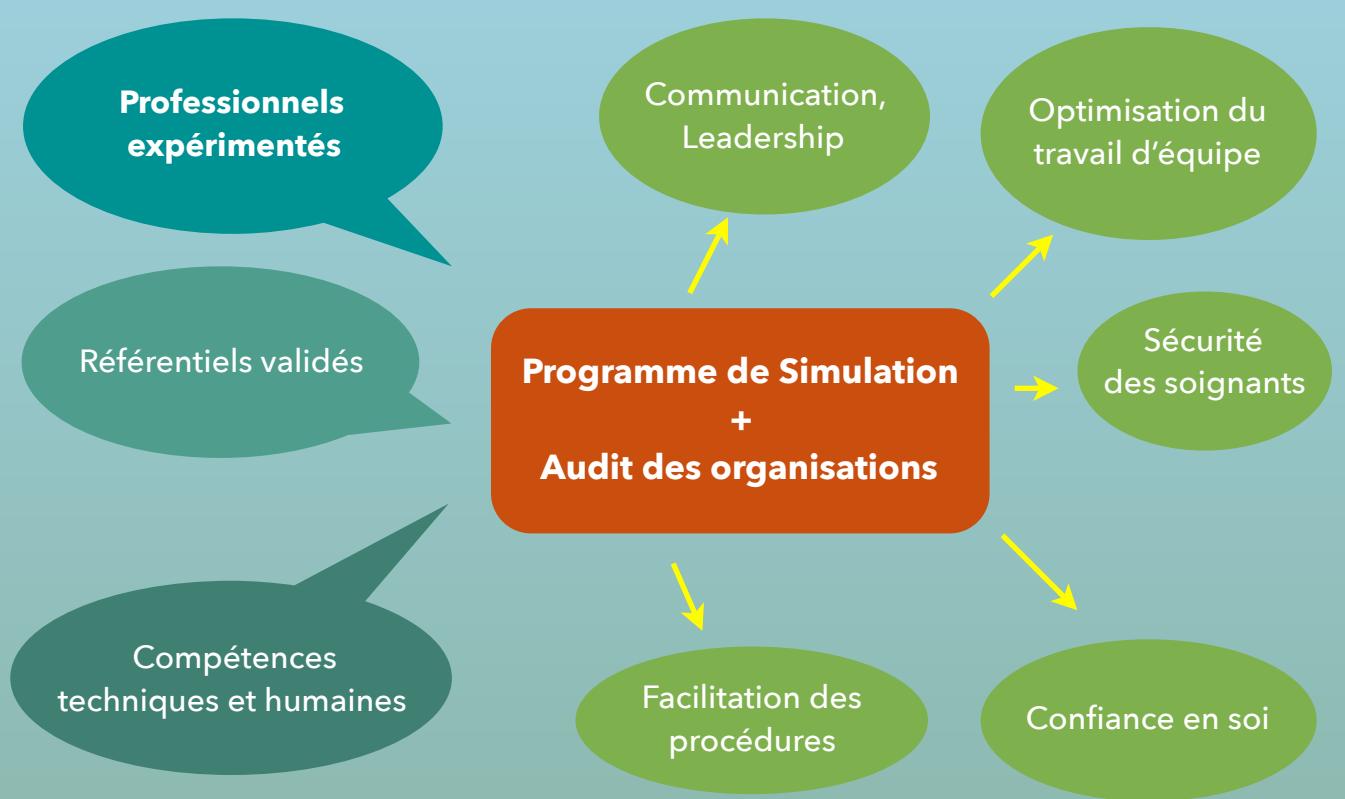 Professionnels
expérimentés
Communication,
Leadership
Optimisation du
travail d’équipe
Référentiels validés
Programme de Simulation
+
Audit des organisations
Sécurité
des soignants
Compétences
techniques et humaines
Facilitation des
procédures
Confiance en soi